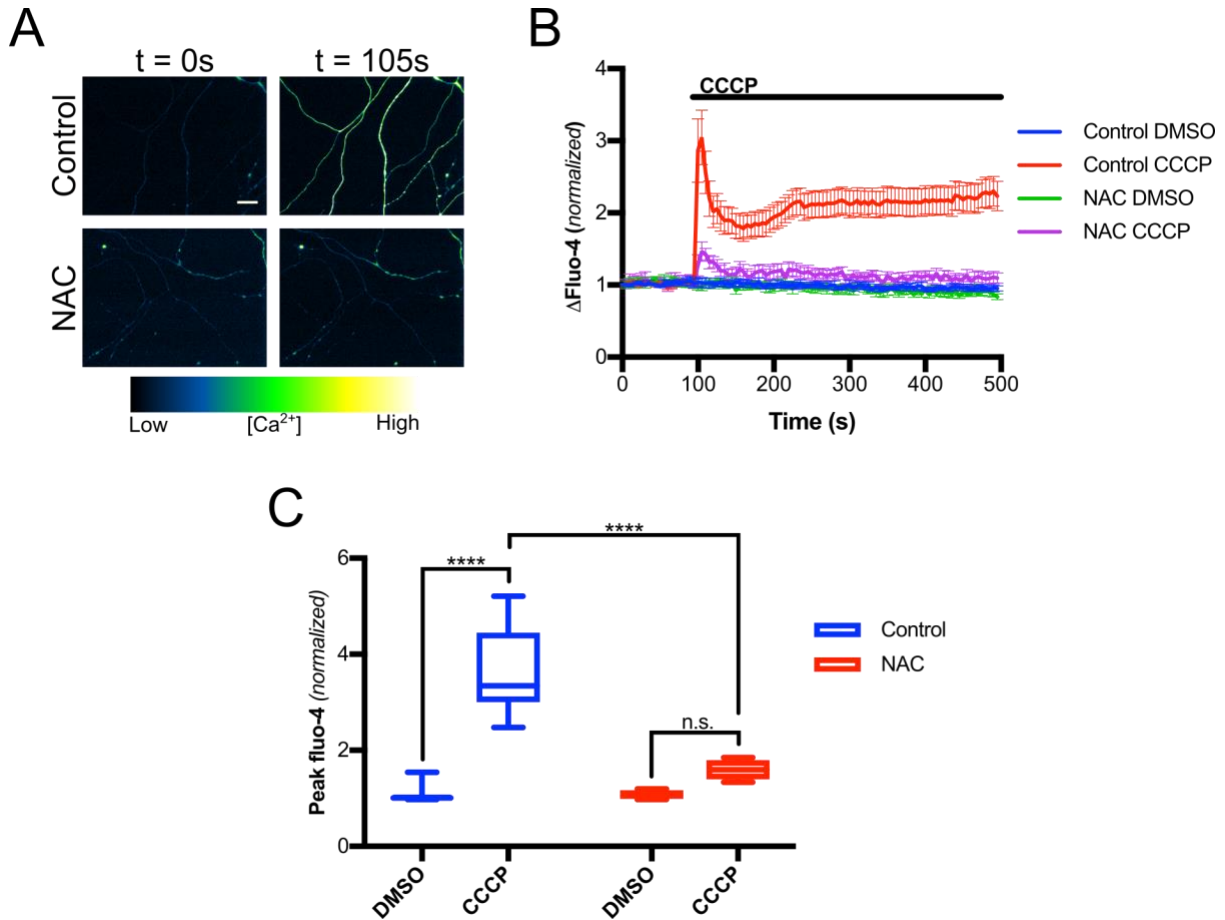 A
t = 0s t = 105s
Control
NAC
Low [Ca²⁺] High
B
ΔFluo-4 (normalized)
4
3
2
1
0
CCCP
0 100 200 300 400 500
Time (s)
Control DMSO
Control CCCP
NAC DMSO
NAC CCCP
C
Peak fluo-4 (normalized)
6
4
2
0
****
****
n.s.
DMSO CCCP DMSO CCCP
Control
NAC